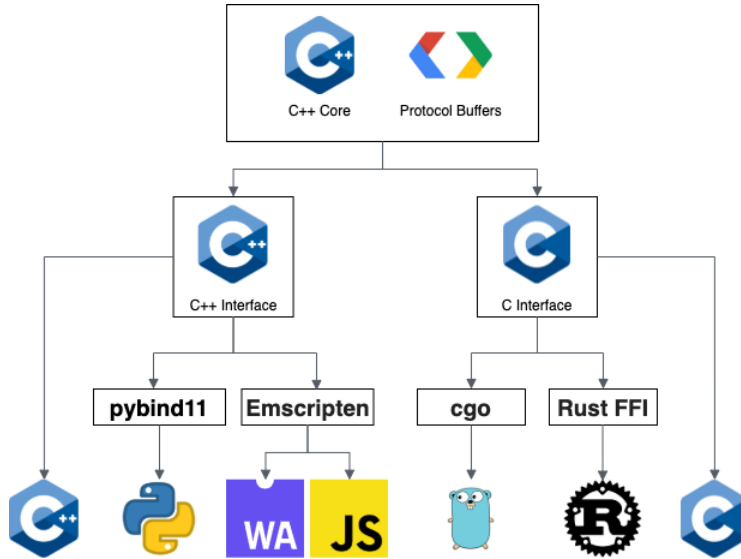 C++
C++ Core
Protocol Buffers
C++
C++ Interface
C
C Interface
pybind11
Emscripten
cgo
Rust FFI
C++
WA
JS
R
C